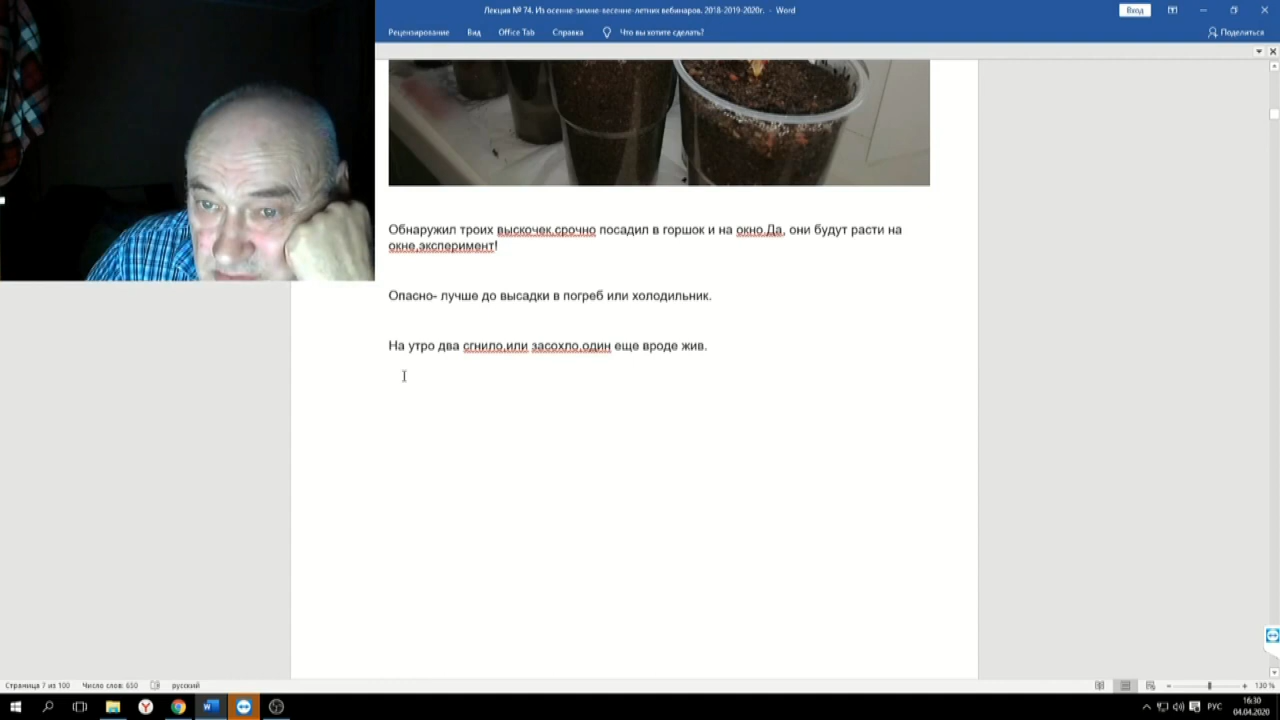 Лекция № 74. Из осенне-зимне-весенне-летних вебинаров. 2018-2019-2020г. - Word
Вход
Рецензирование Вид Office Tab Справка Что вы хотите сделать? Поделиться
Обнаружил троих выскочек,срочно посадил в горшок и на окно.Да, они будут расти на
окне,эксперимент!
Опасно- лучше до высадки в погреб или холодильник.
На утро два сгнило,или засохло,один еще вроде жив.
Страница 7 из 100 Число слов: 650 русский 130 %
РУС
16:30
04.04.2020